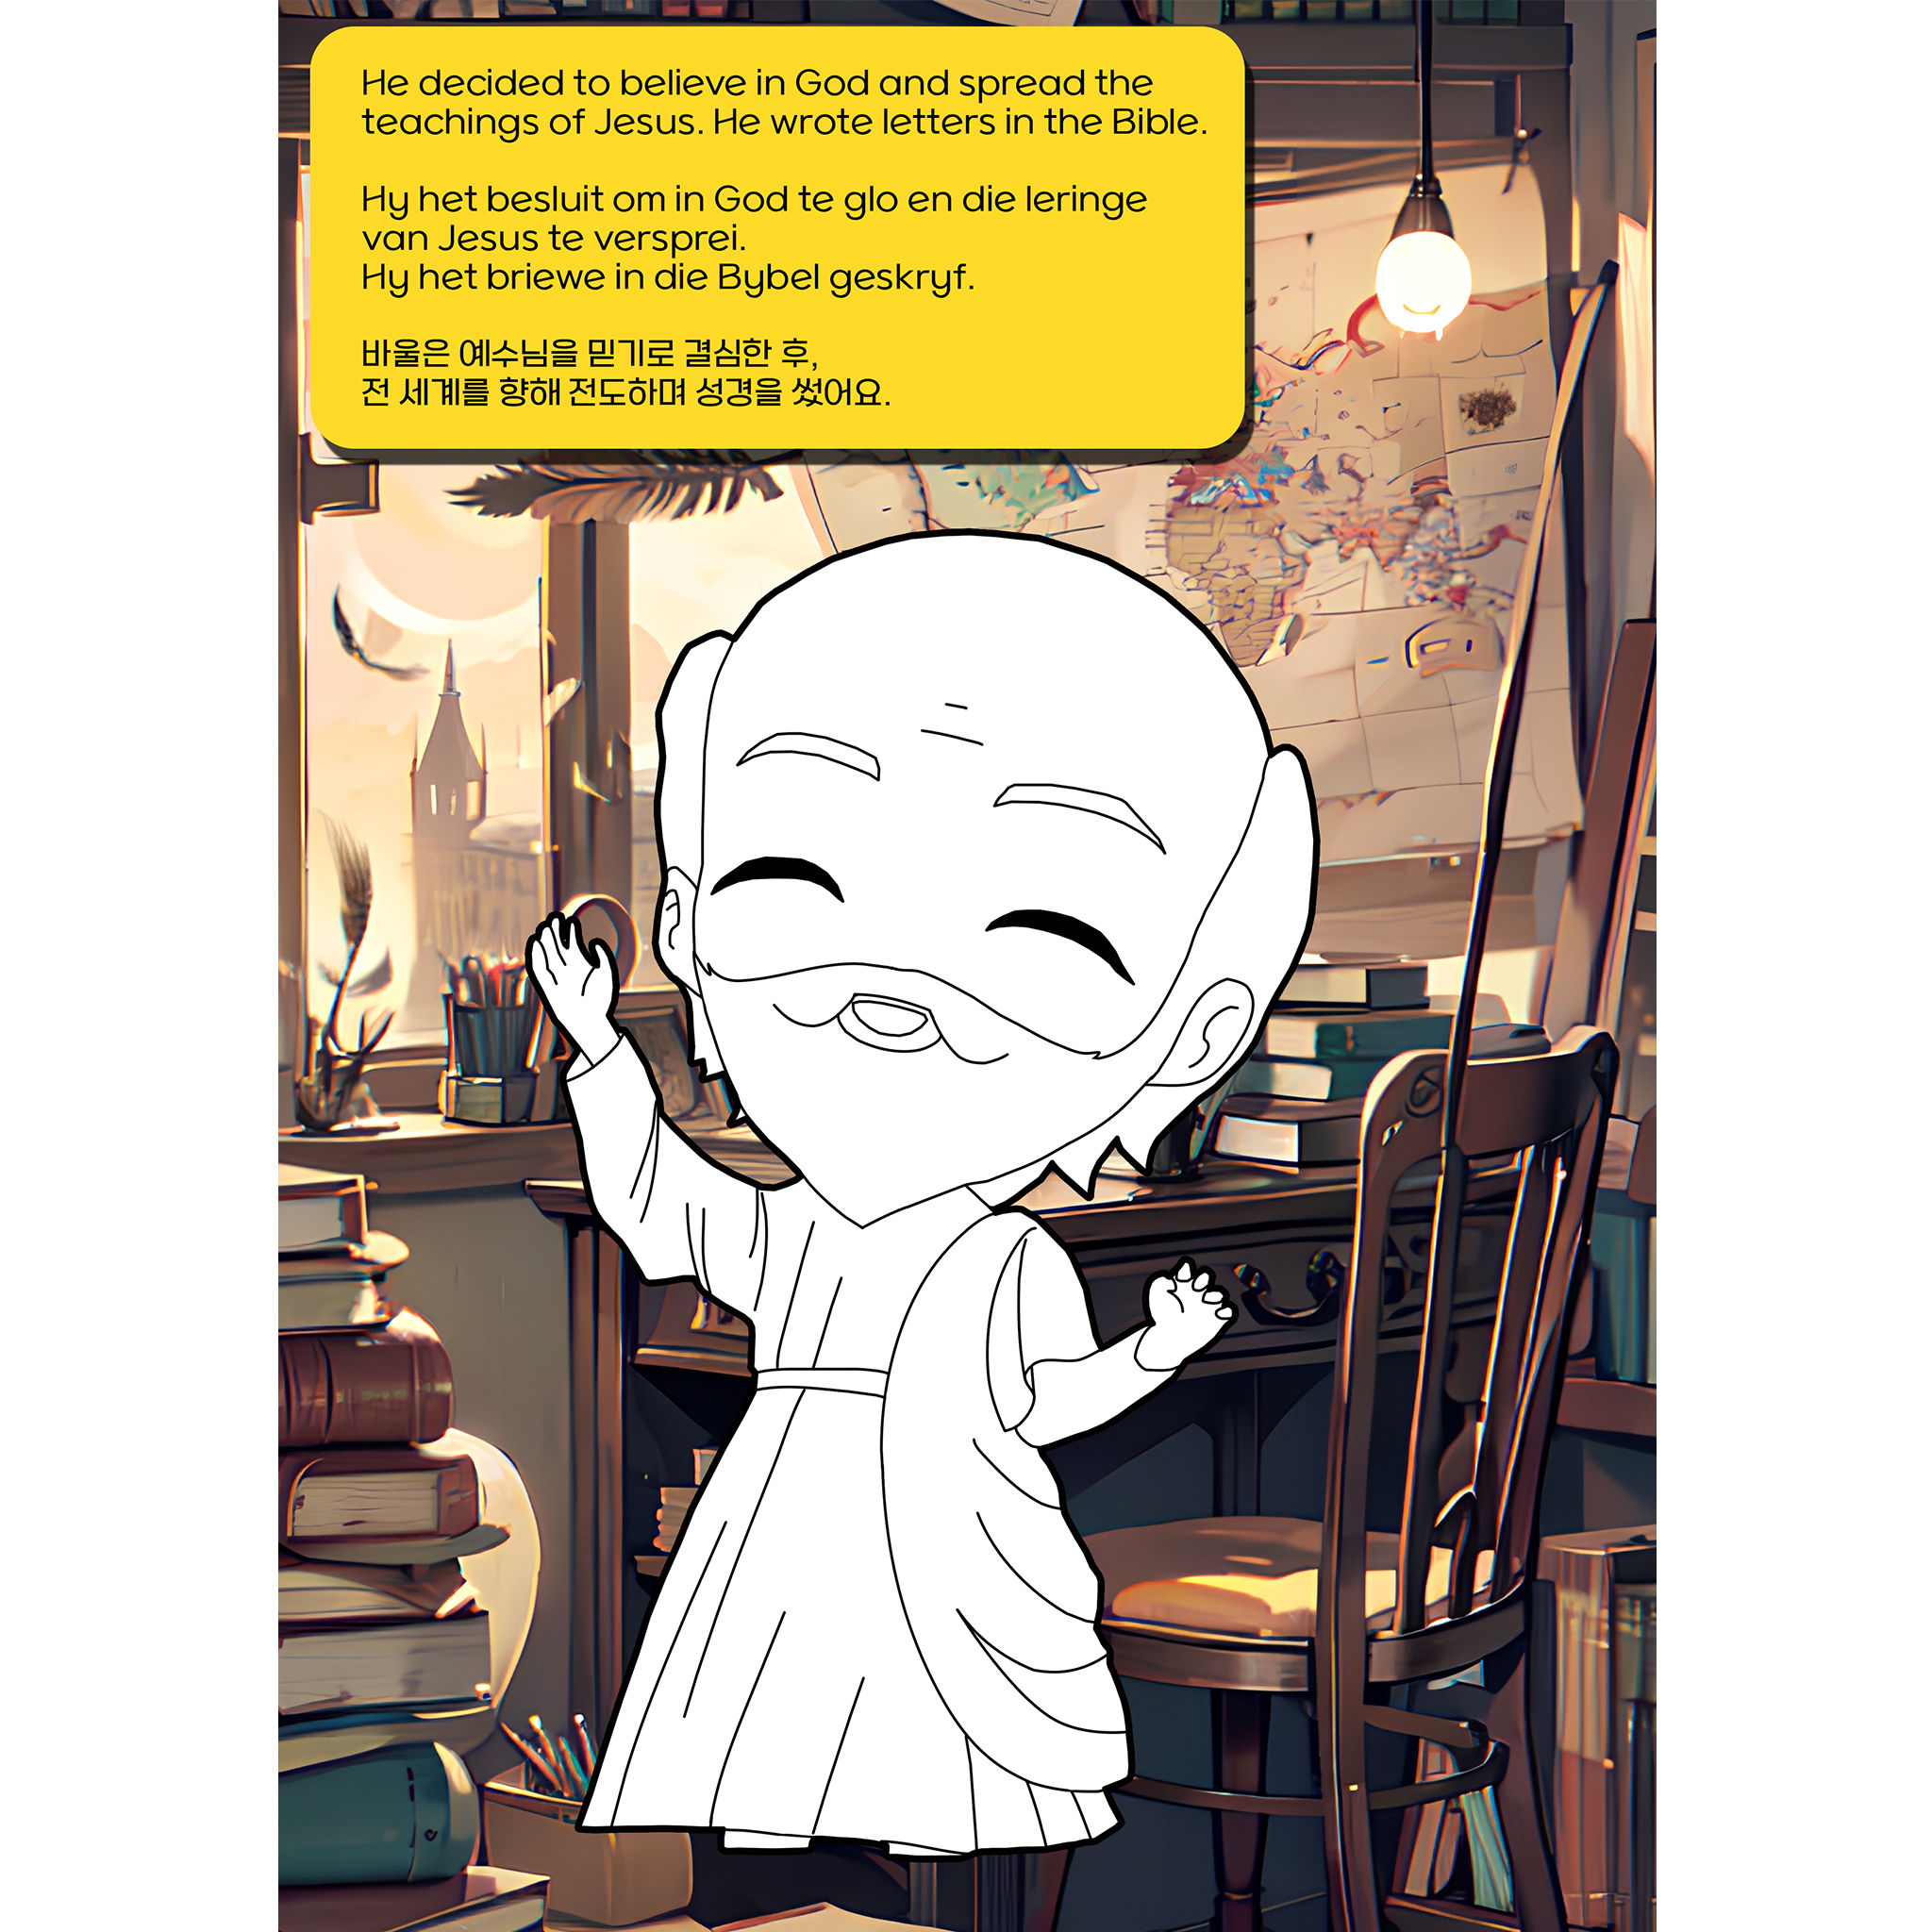 He decided to believe in God and spread the
teachings of Jesus. He wrote letters in the Bible.
Hy het besluit om in God te glo en die leringe
van Jesus te versprei.
Hy het briewe in die Bybel geskryf.
바울은 예수님을 믿기로 결심한 후,
전 세계를 향해 전도하며 성경을 썼어요.